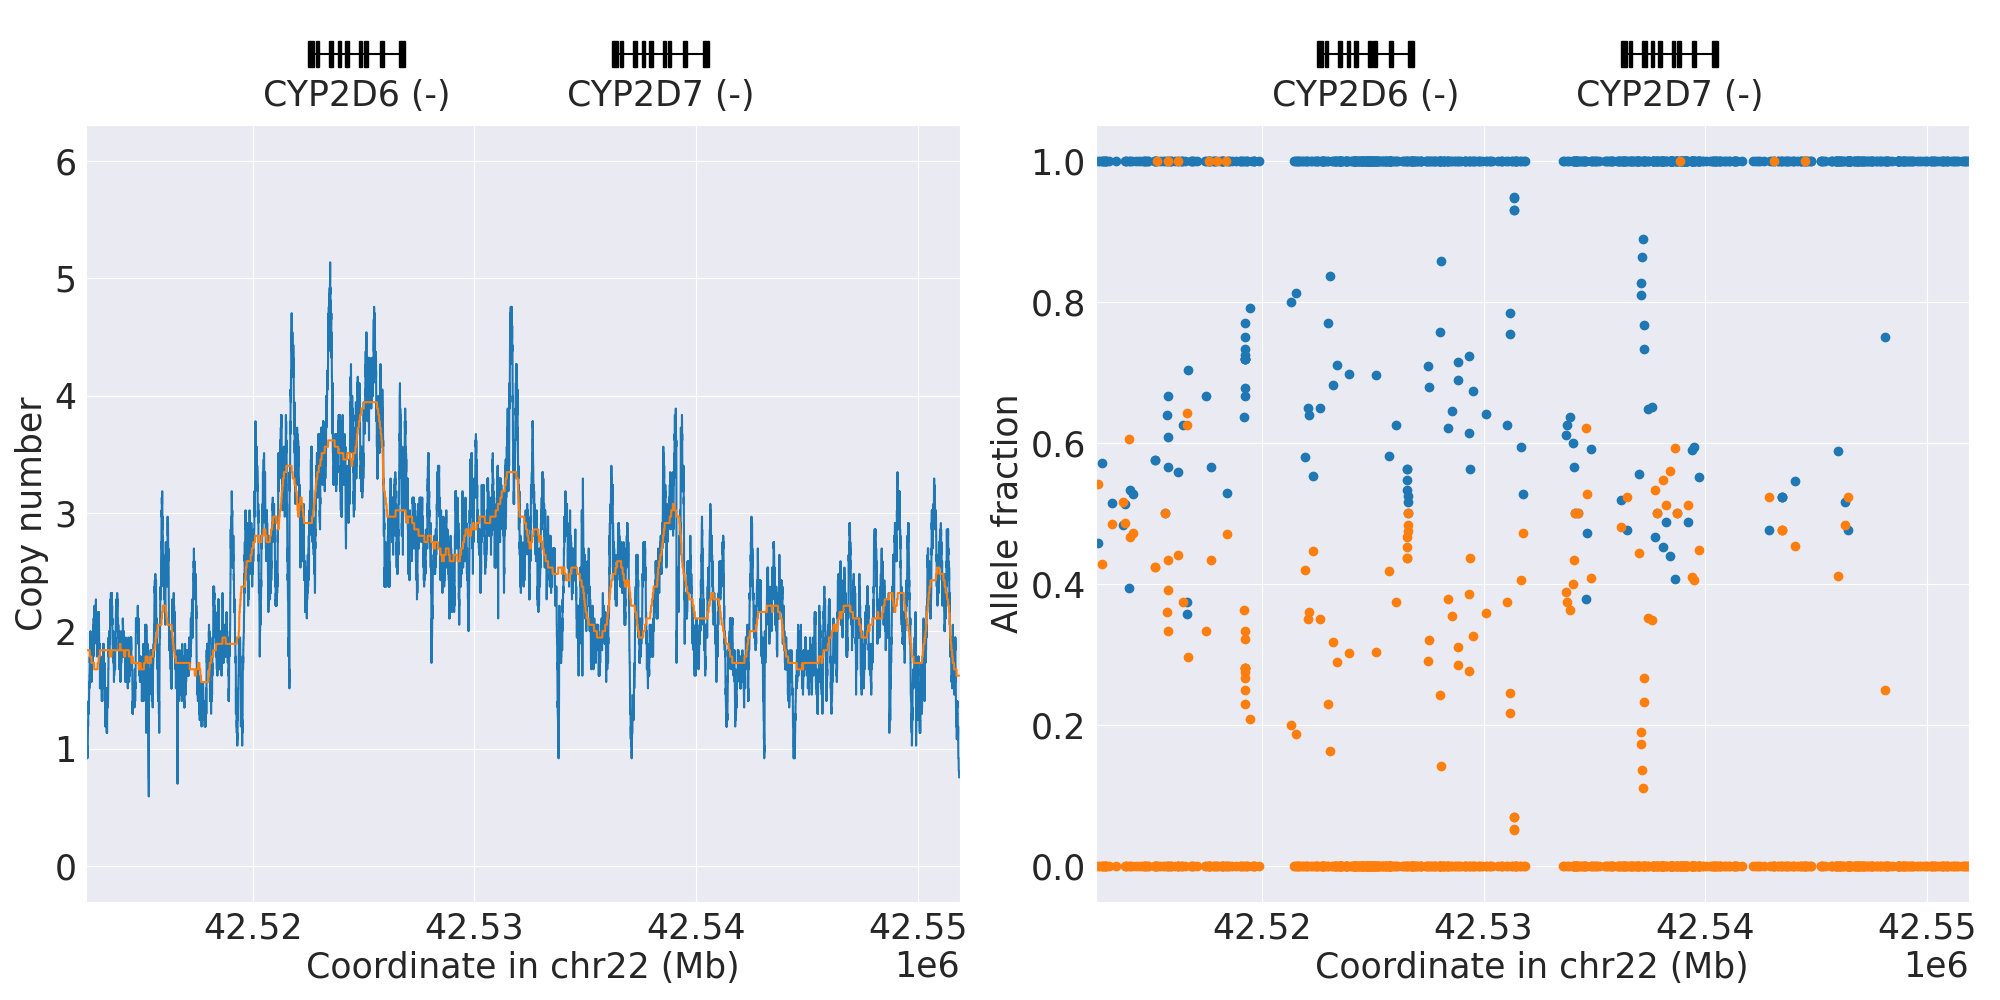 CYP2D6 (-)
CYP2D7 (-)
Copy number
6
5
4
3
2
1
0
42.52
42.53
42.54
42.55
Coordinate in chr22 (Mb)
1e6
CYP2D6 (-)
CYP2D7 (-)
Allele fraction
1.0
0.8
0.6
0.4
0.2
0.0
42.52
42.53
42.54
42.55
Coordinate in chr22 (Mb)
1e6